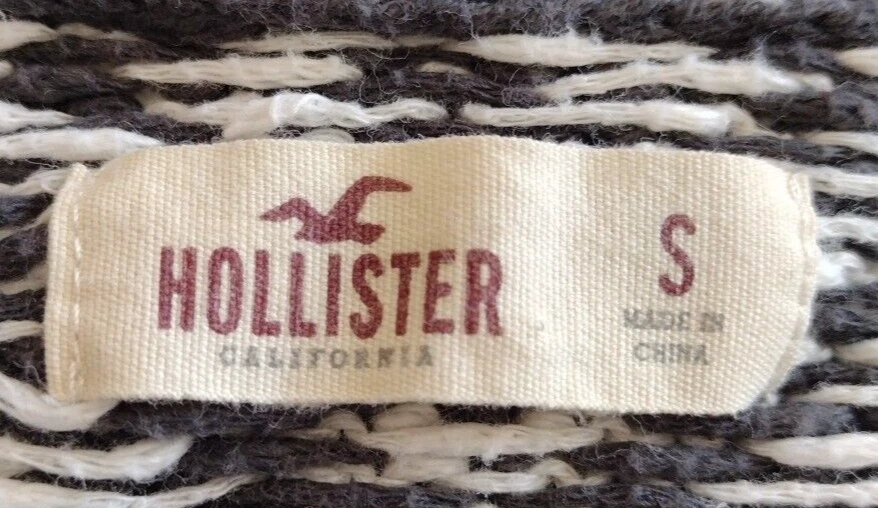 HOLLISTER
CALIFORNIA
S
MADE IN
CHINA